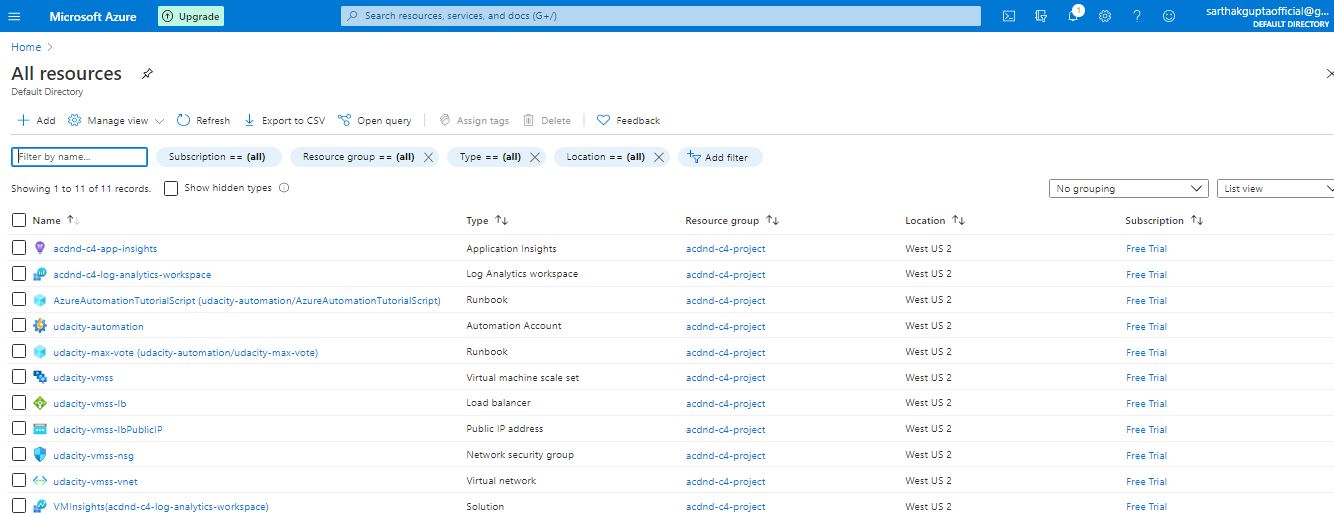 Microsoft Azure Upgrade Search resources, services, and docs (G+/) 1 sarthakguptaofficial@g...
DEFAULT DIRECTORY
Home
All resources
Default Directory
Add Manage view Refresh Export to CSV Open query Assign tags Delete Feedback
Filter by name... Subscription == (all) Resource group == (all) Type == (all) Location == (all) Add filter
Showing 1 to 11 of 11 records. Show hidden types No grouping List view
Name Type Resource group Location Subscription
acdnd-c4-app-insights Application Insights acdnd-c4-project West US 2 Free Trial
acdnd-c4-log-analytics-workspace Log Analytics workspace acdnd-c4-project West US 2 Free Trial
AzureAutomationTutorialScript (udacity-automation/AzureAutomationTutorialScript) Runbook acdnd-c4-project West US 2 Free Trial
udacity-automation Automation Account acdnd-c4-project West US 2 Free Trial
udacity-max-vote (udacity-automation/udacity-max-vote) Runbook acdnd-c4-project West US 2 Free Trial
udacity-vmss Virtual machine scale set acdnd-c4-project West US 2 Free Trial
udacity-vmss-lb Load balancer acdnd-c4-project West US 2 Free Trial
udacity-vmss-lbPublicIP Public IP address acdnd-c4-project West US 2 Free Trial
udacity-vmss-nsg Network security group acdnd-c4-project West US 2 Free Trial
udacity-vmss-vnet Virtual network acdnd-c4-project West US 2 Free Trial
VMInsights(acdnd-c4-log-analytics-workspace) Solution acdnd-c4-project West US 2 Free Trial